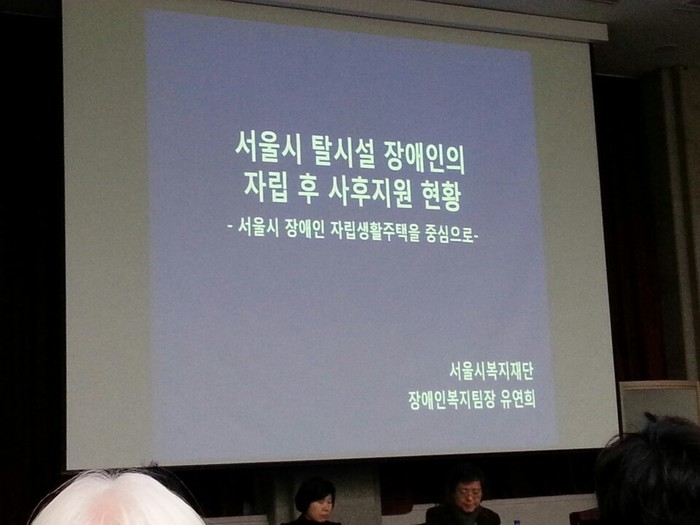 서울시 탈시설 장애인의
자립 후 사후지원 현황
- 서울시 장애인 자립생활주택을 중심으로-
서울시복지재단
장애인복지팀장 유연희